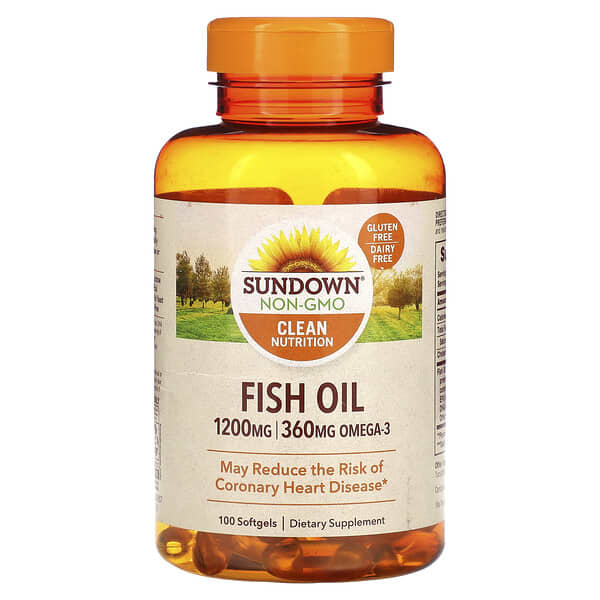 GLUTEN
FREE
DAIRY
FREE
SUNDOWN®
NON-GMO
CLEAN
NUTRITION
FISH OIL
1200MG | 360MG OMEGA-3
May Reduce the Risk of
Coronary Heart Disease*
100 Softgels | Dietary Supplement